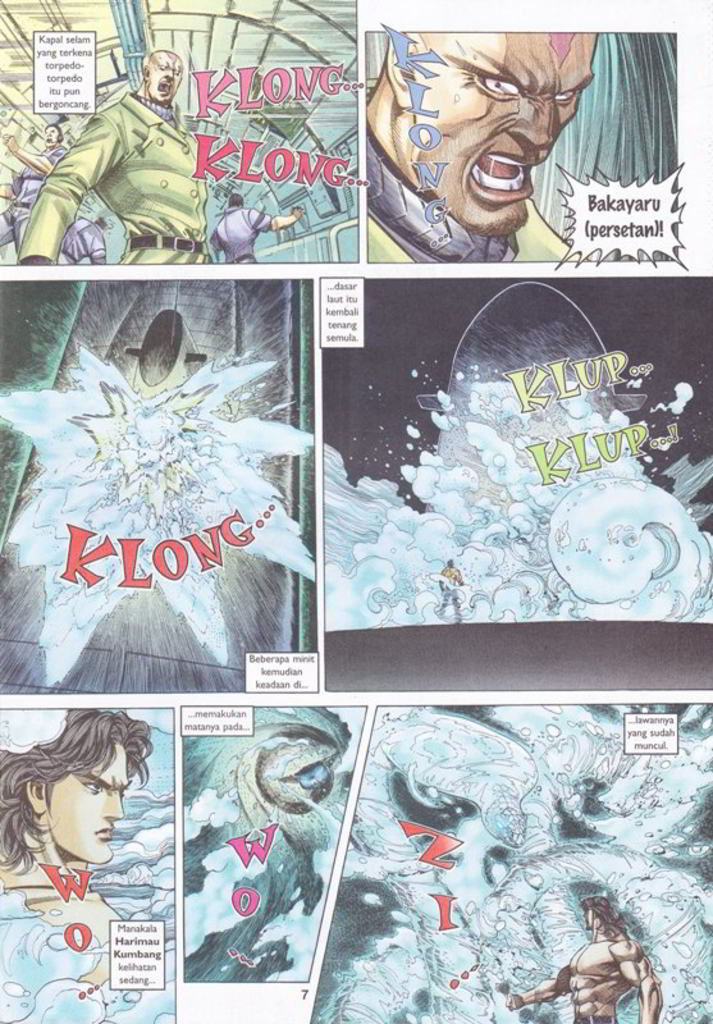 Kapal selam
yang terkena
torpedo-
torpedo
itu pun
bergoncang.
KLONG...
KLONG...
KLONG...
Bakayaru
(persetan)!
KLONG...
Beberapa minit
kemudian
keadaan di...
...dasar
laut itu
kembali
tenang
semula.
KLUP...
KLUP...!
WO...
Manakala
Harimau
Kumbang
kelihatan
sedang...
...memakukan
matanya pada...
WO...
...lawannya
yang sudah
muncul.
ZI...
7